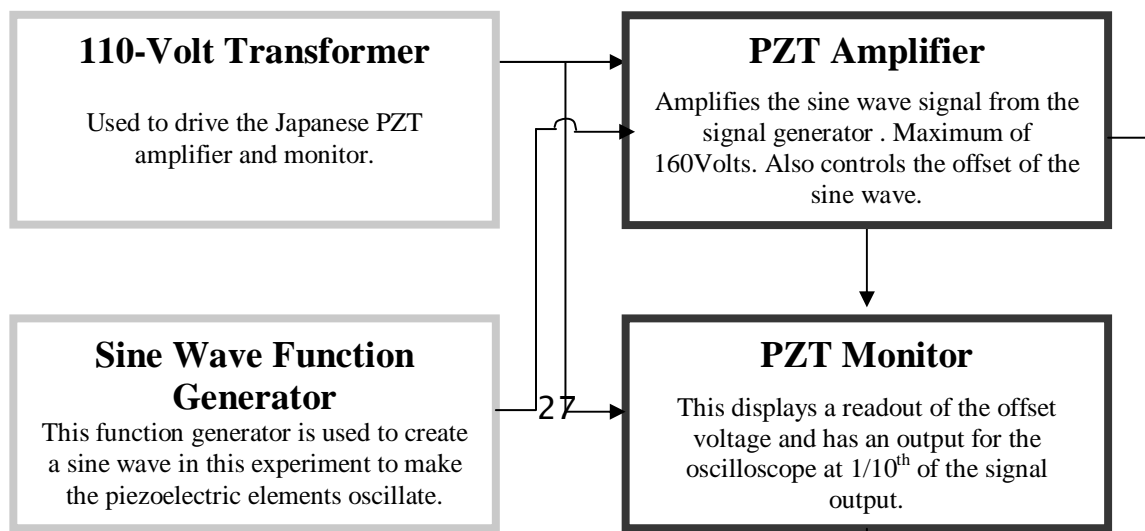 110-Volt Transformer
Used to drive the Japanese PZT
amplifier and monitor.
PZT Amplifier
Amplifies the sine wave signal from the
signal generator . Maximum of
160Volts. Also controls the offset of the
sine wave.
Sine Wave Function
Generator
This function generator is used to create
a sine wave in this experiment to make
the piezoelectric elements oscillate.
27
PZT Monitor
This displays a readout of the offset
voltage and has an output for the
oscilloscope at 1/10th of the signal
output.